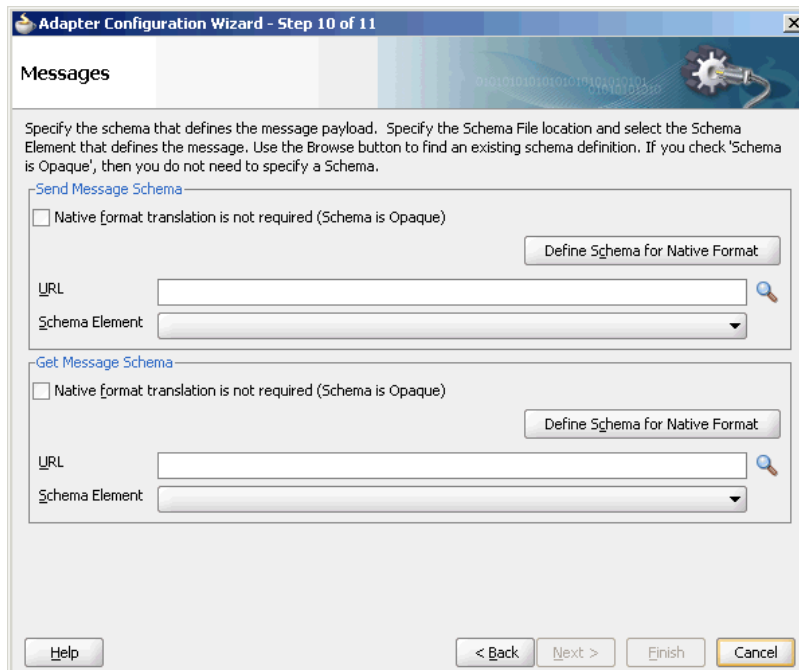 Adapter Configuration Wizard - Step 10 of 11
Messages
0101010101010101010101010101
01010101010
Specify the schema that defines the message payload.  Specify the Schema File location and select the Schema
Element that defines the message. Use the Browse button to find an existing schema definition. If you check 'Schema
is Opaque', then you do not need to specify a Schema.
Send Message Schema
Native format translation is not required (Schema is Opaque)
Define Schema for Native Format
URL
Schema Element
Get Message Schema
Native format translation is not required (Schema is Opaque)
Define Schema for Native Format
URL
Schema Element
Help
< Back
Next >
Finish
Cancel